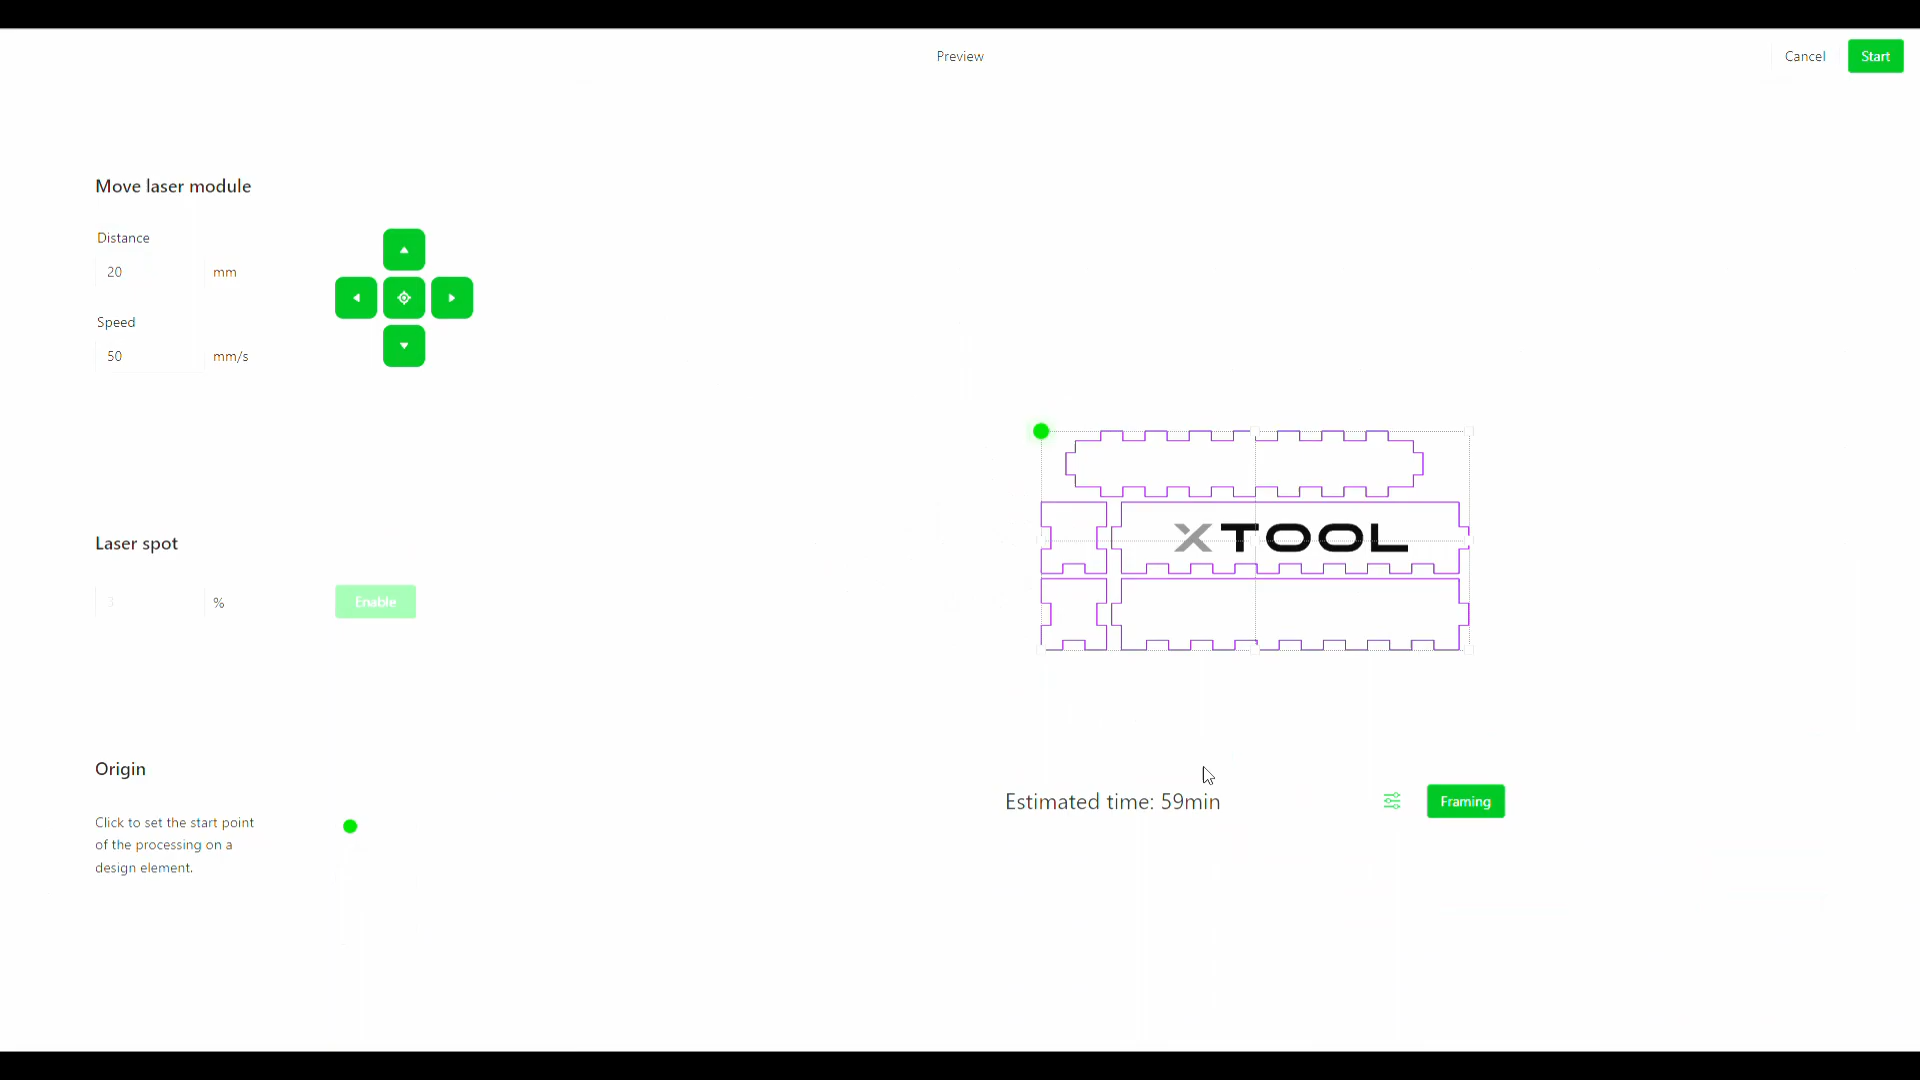 Preview
Cancel
Start
Move laser module
Distance
20
mm
Speed
50
mm/s
Laser spot
3
%
Enable
XTOOL
Origin
Click to set the start point
of the processing on a
design element.
Estimated time: 59min
Framing